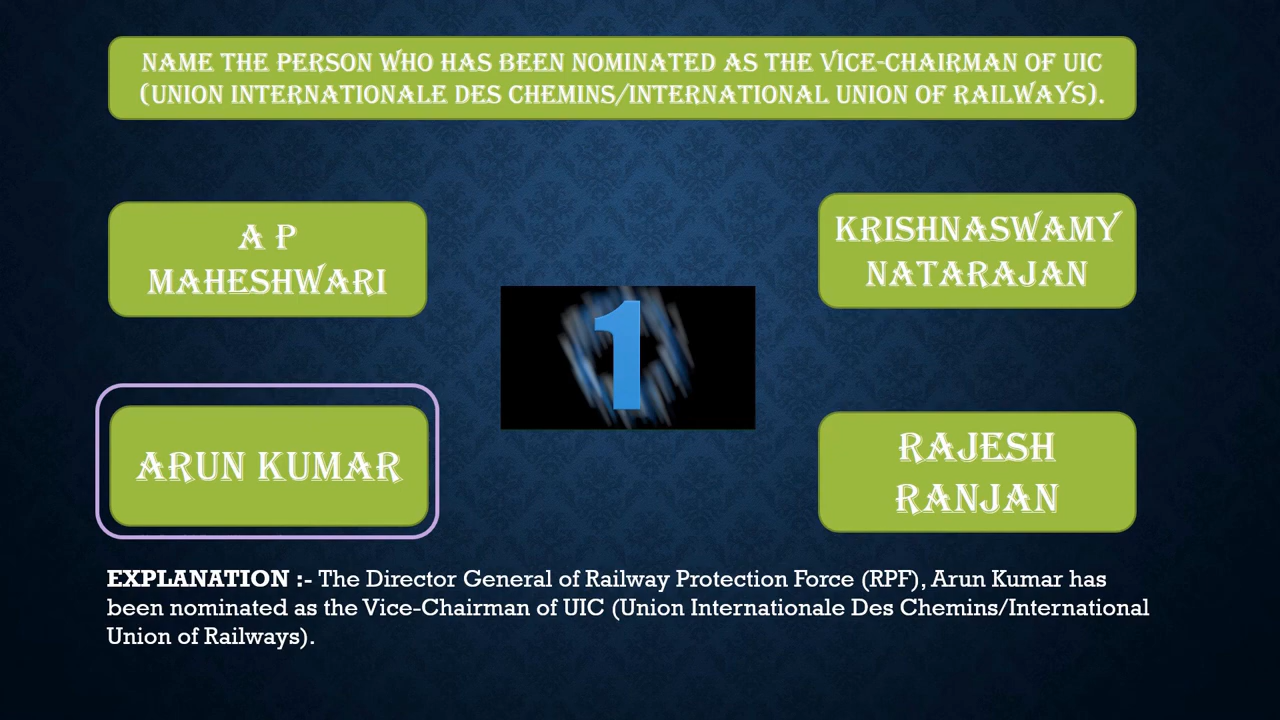 NAME THE PERSON WHO HAS BEEN NOMINATED AS THE VICE-CHAIRMAN OF UIC
(UNION INTERNATIONALE DES CHEMINS/INTERNATIONAL UNION OF RAILWAYS).
A P
MAHESHWARI
KRISHNASWAMY
NATARAJAN
1
ARUN KUMAR
RAJESH
RANJAN
EXPLANATION :- The Director General of Railway Protection Force (RPF), Arun Kumar has
been nominated as the Vice-Chairman of UIC (Union Internationale Des Chemins/International
Union of Railways).